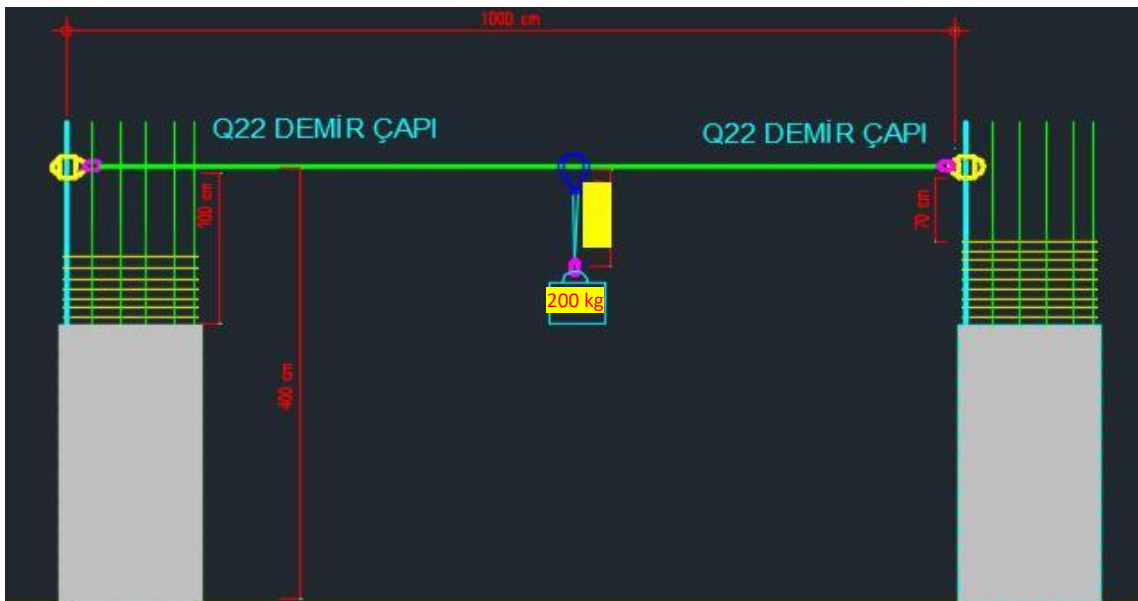 1000 cm
Q22 DEMİR ÇAPI
Q22 DEMİR ÇAPI
100 cm
70 cm
200 kg
400 cm